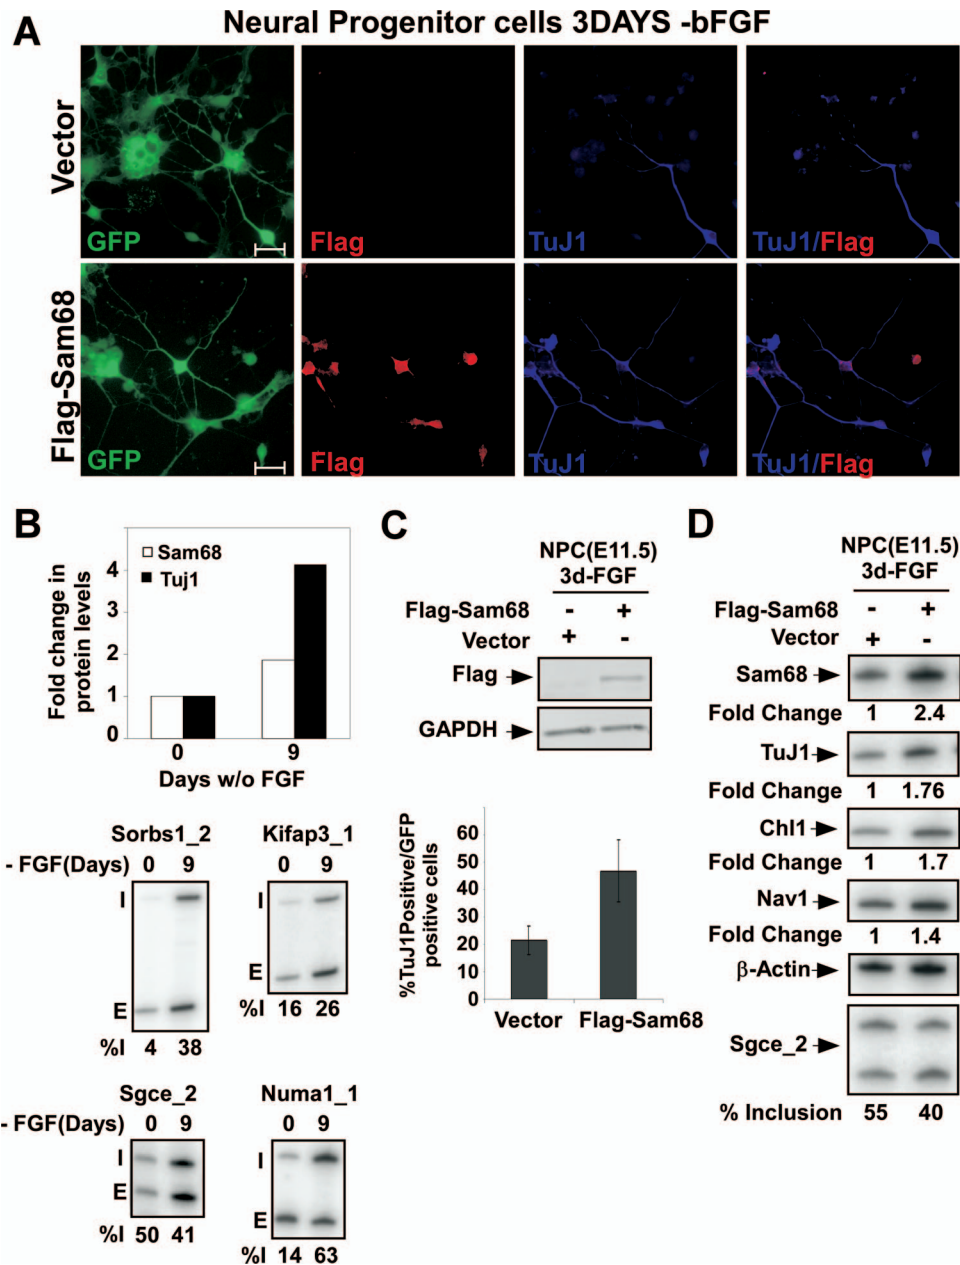 Neural Progenitor cells 3DAYS -bFGF
A
Vector
GFP
Flag
TuJ1
TuJ1/Flag
Flag-Sam68
GFP
Flag
TuJ1
TuJ1/Flag
B
Fold change in protein levels
4
3
2
1
0
Sam68
Tuj1
0 9
Days w/o FGF
Sorbs1_2
- FGF(Days) 0 9
I
E
%I 4 38
Kifap3_1
0 9
I
E
%I 16 26
Sgce_2
- FGF(Days) 0 9
I
E
%I 50 41
Numa1_1
0 9
I
E
%I 14 63
C
NPC(E11.5)
3d-FGF
Flag-Sam68 - +
Vector + -
Flag
GAPDH
%TuJ1Positive/GFP positive cells
60
50
40
30
20
10
0
Vector Flag-Sam68
D
NPC(E11.5)
3d-FGF
Flag-Sam68 - +
Vector + -
Sam68
Fold Change 1 2.4
TuJ1
Fold Change 1 1.76
Chl1
Fold Change 1 1.7
Nav1
Fold Change 1 1.4
β-Actin
Sgce_2
% Inclusion 55 40